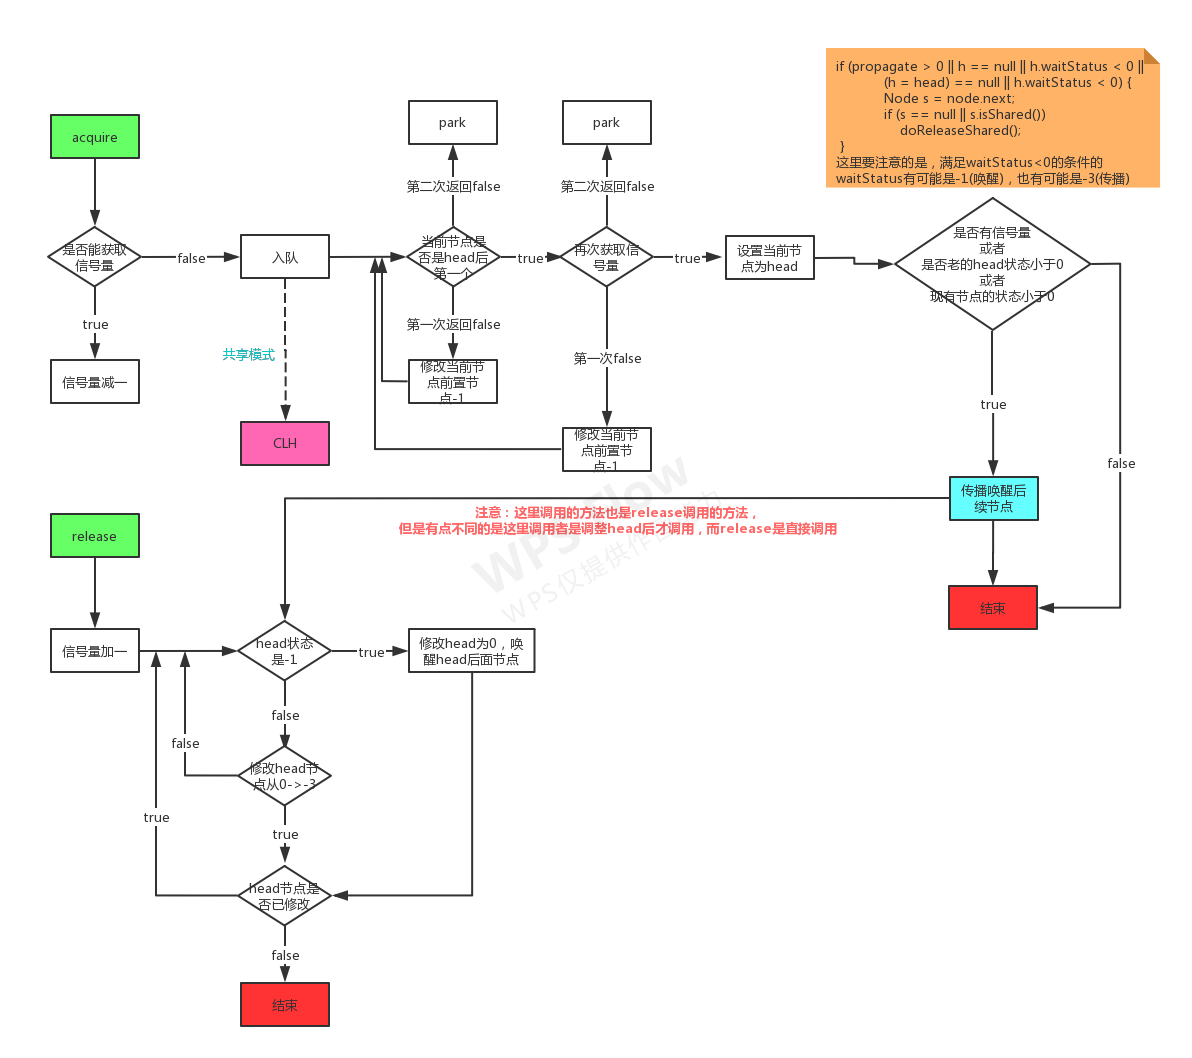 if (propagate > 0 || h == null || h.waitStatus < 0 ||
(h = head) == null || h.waitStatus < 0) {
Node s = node.next;
if (s == null || s.isShared())
doReleaseShared();
}
这里要注意的是，满足waitStatus<0的条件的
waitStatus有可能是-1(唤醒)，也有可能是-3(传播)
acquire
park
park
第二次返回false
第二次返回false
是否能获取
信号量
false
入队
当前节点是
否是head后
第一个
true
再次获取信
号量
true
设置当前节
点为head
是否有信号量
或者
是否老的head状态小于0
或者
现有节点的状态小于0
true
第一次返回false
共享模式
第一次false
信号量减一
修改当前节
点前置节
点-1
true
CLH
修改当前节
点前置节
点-1
false
传播唤醒后
续节点
注意：这里调用的方法也是release调用的方法，
但是有点不同的是这里调用者是调整head后才调用，而release是直接调用
WPS Flow
WPS仅提供作图能力
release
结束
信号量加一
head状态
是-1
true
修改head为0，唤
醒head后面节点
false
false
修改head节
点从0->-3
true
true
head节点是
否已修改
false
结束